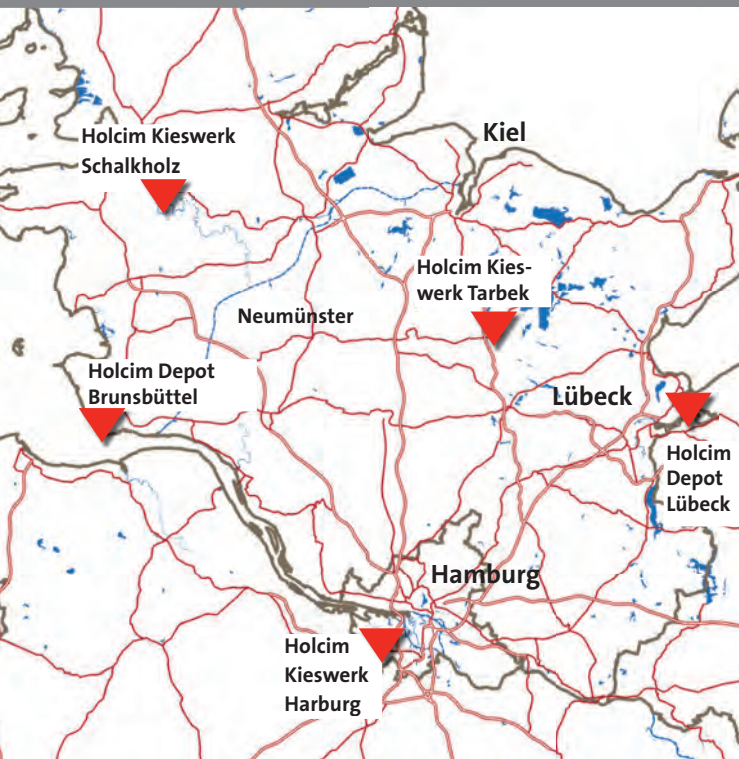 Kiel
Holcim Kieswerk
Schalkholz
Holcim Kies-
werk Tarbek
Neumünster
Holcim Depot
Brunsbüttel
Lübeck
Holcim
Depot
Lübeck
Hamburg
Holcim
Kieswerk
Harburg